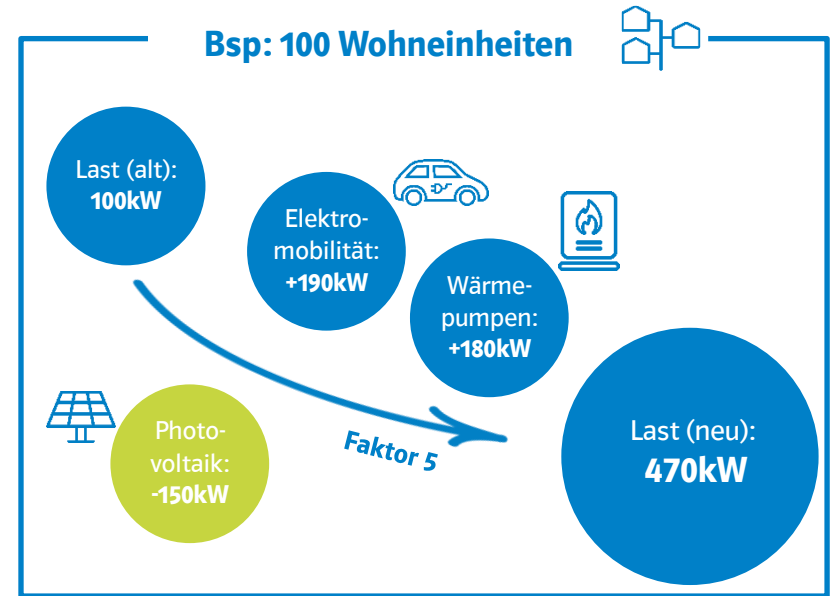 Bsp: 100 Wohneinheiten
Last (alt):
100kW
Elektro-
mobilität:
+190kW
Wärme-
pumpen:
+180kW
Photo-
voltaik:
-150kW
Faktor 5
Last (neu):
470kW